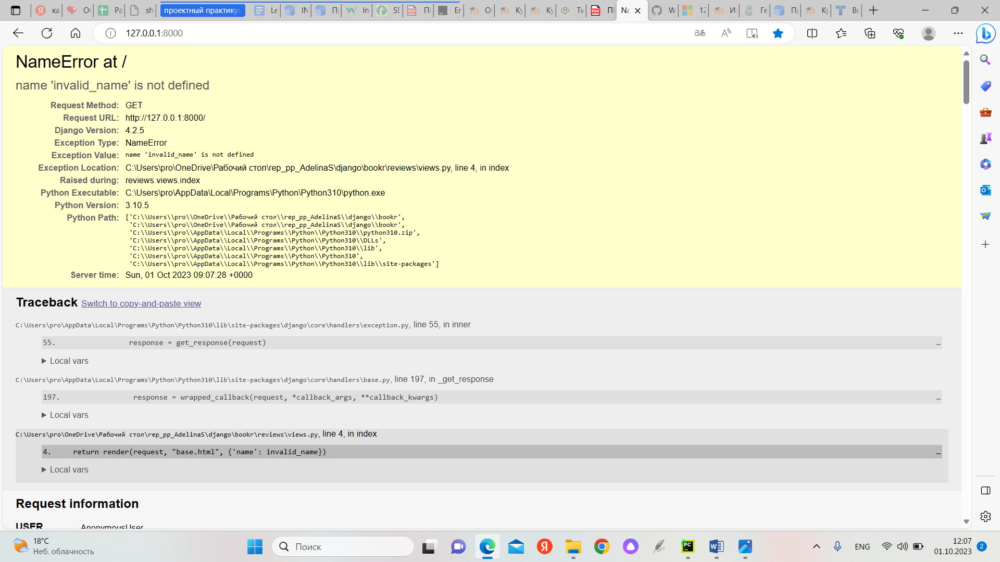 ка
Об
Ра
sh
проектный практику
Le
IN
Пр
In
SD
ПР
Er
О
Ку
Ку
Ти
ПР
Na
W
12
И
Ге
Пр
Ку
Вс
127.0.0.1:8000
aあ
NameError at /
name 'invalid_name' is not defined
Request Method: GET
Request URL: http://127.0.0.1:8000/
Django Version: 4.2.5
Exception Type: NameError
Exception Value: name 'invalid_name' is not defined
Exception Location: C:\Users\pro\OneDrive\Рабочий стол\rep_pp_AdelinaS\django\bookr\reviews\views.py, line 4, in index
Raised during: reviews.views.index
Python Executable: C:\Users\pro\AppData\Local\Programs\Python\Python310\python.exe
Python Version: 3.10.5
Python Path: ['C:\\Users\\pro\\OneDrive\\Рабочий стол\\rep_pp_AdelinaS\\django\\bookr',
'C:\\Users\\pro\\OneDrive\\Рабочий стол\\rep_pp_AdelinaS\\django\\bookr',
'C:\\Users\\pro\\AppData\\Local\\Programs\\Python\\Python310\\python310.zip',
'C:\\Users\\pro\\AppData\\Local\\Programs\\Python\\Python310\\DLLs',
'C:\\Users\\pro\\AppData\\Local\\Programs\\Python\\Python310\\lib',
'C:\\Users\\pro\\AppData\\Local\\Programs\\Python\\Python310',
'C:\\Users\\pro\\AppData\\Local\\Programs\\Python\\Python310\\lib\\site-packages']
Server time: Sun, 01 Oct 2023 09:07:28 +0000
Traceback Switch to copy-and-paste view
C:\Users\pro\AppData\Local\Programs\Python\Python310\lib\site-packages\django\core\handlers\exception.py, line 55, in inner
55. response = get_response(request) …
▶ Local vars
C:\Users\pro\AppData\Local\Programs\Python\Python310\lib\site-packages\django\core\handlers\base.py, line 197, in _get_response
197. response = wrapped_callback(request, *callback_args, **callback_kwargs) …
▶ Local vars
C:\Users\pro\OneDrive\Рабочий стол\rep_pp_AdelinaS\django\bookr\reviews\views.py, line 4, in index
4. return render(request, "base.html", {'name': invalid_name}) …
▶ Local vars
Request information
USER AnonymousUser
18°C
Неб. облачность
Поиск
ENG
12:07
01.10.2023
2